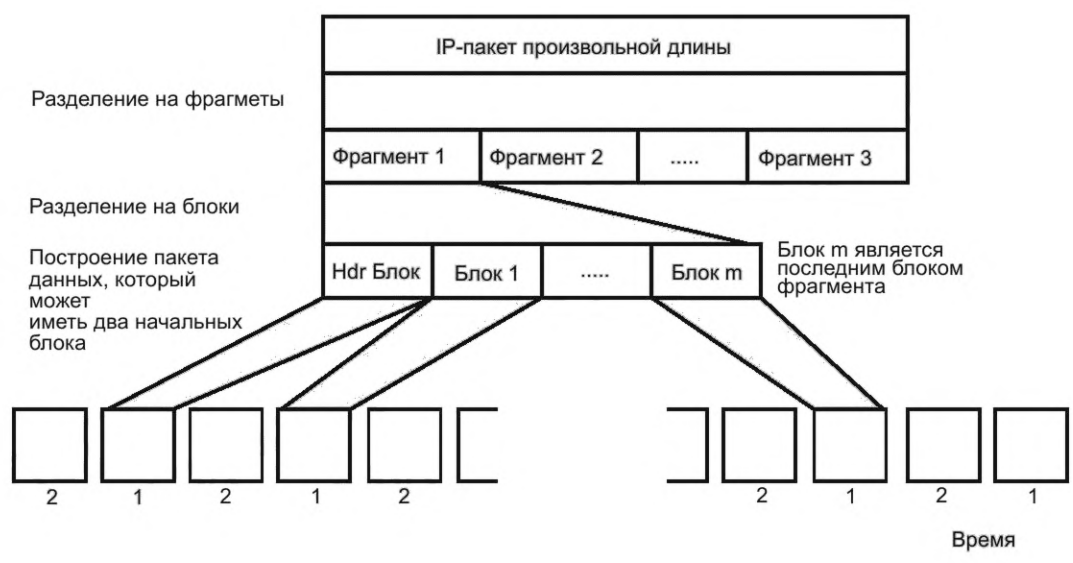 IP-пакет произвольной длины
Разделение на фрагметы
Фрагмент 1 Фрагмент 2 ..... Фрагмент 3
Разделение на блоки
Построение пакета
данных, который
может
иметь два начальных
блока
Hdr Блок Блок 1 ..... Блок m
Блок m является
последним блоком
фрагмента
2 1 2 1 2 2 1 2 1
Время